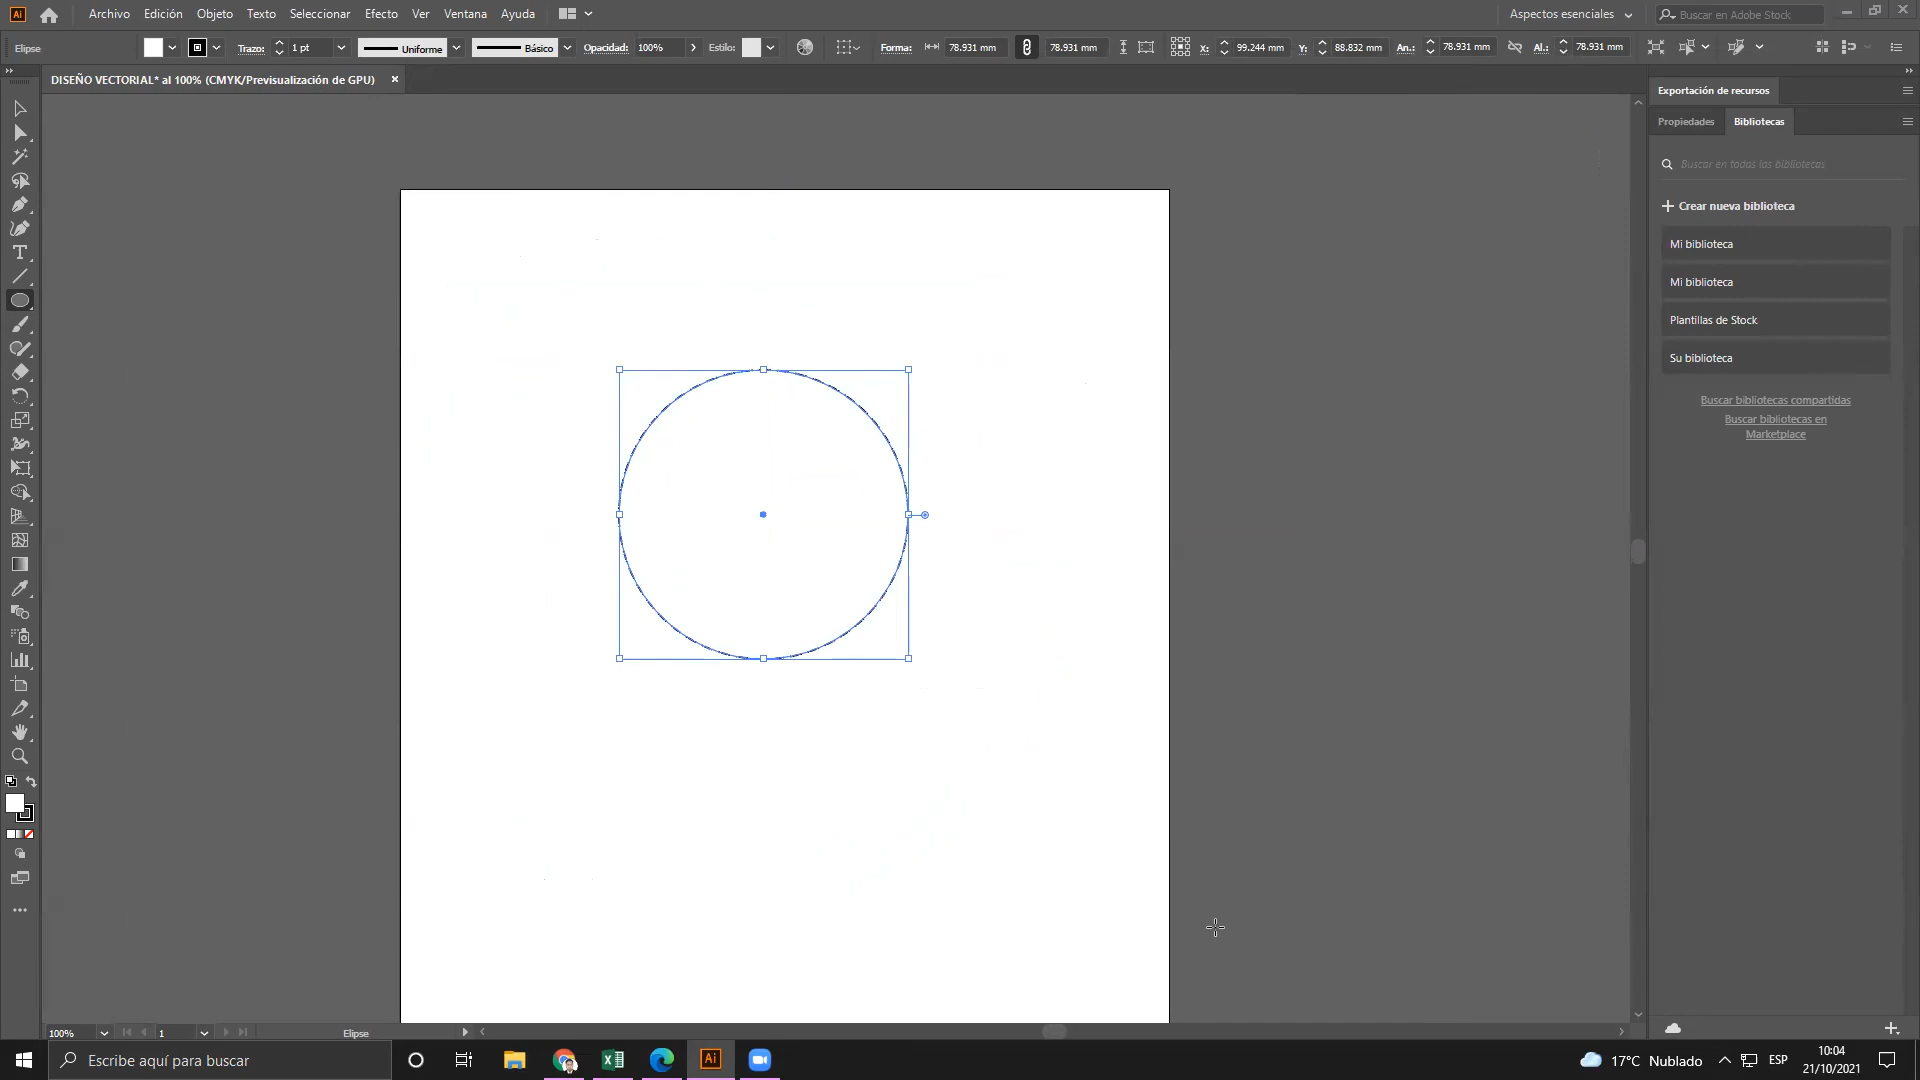 Ai Archivo Edición Objeto Texto Seleccionar Efecto Ver Ventana Ayuda Aspectos esenciales Buscar en Adobe Stock
Elipse Trazo: 1 pt Uniforme Básico Opacidad: 100% Estilo: Forma: 78.931 mm 78.931 mm X: 99.244 mm Y: 88.832 mm An.: 78.931 mm Al.: 78.931 mm
DISEÑO VECTORIAL* al 100% (CMYK/Previsualización de GPU)
Exportación de recursos
Propiedades Bibliotecas
Buscar en todas las bibliotecas
Crear nueva biblioteca
Mi biblioteca
Mi biblioteca
Plantillas de Stock
Su biblioteca
Buscar bibliotecas compartidas
Buscar bibliotecas en
Marketplace
100% 1 Elipse
Escribe aquí para buscar Ai 17°C Nublado ESP 10:04
21/10/2021